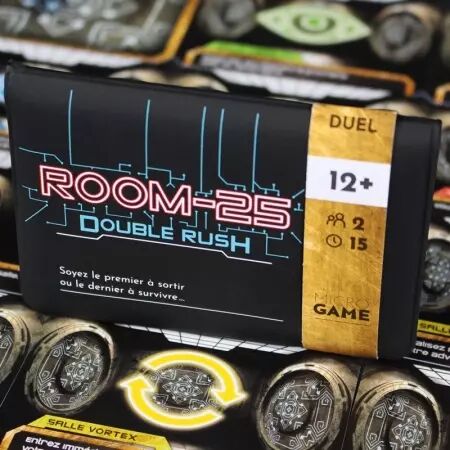 DUEL
12+
2
15
MICRO
GAME
ROOM-25
DOUBLE RUSH
Soyez le premier à sortir
ou le dernier à survivre...
SALLE VORTEX
Entrez
SALLE